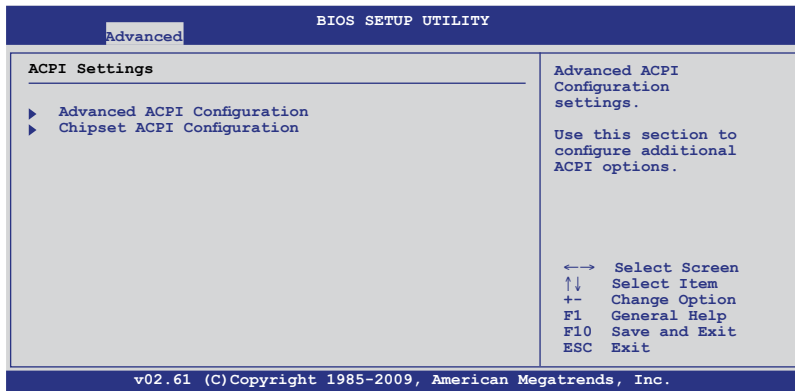 BIOS SETUP UTILITY
Advanced
ACPI Settings
▶ Advanced ACPI Configuration
▶ Chipset ACPI Configuration
Advanced ACPI
Configuration
settings.
Use this section to
configure additional
ACPI options.
←→ Select Screen
↑↓ Select Item
+- Change Option
F1 General Help
F10 Save and Exit
ESC Exit
v02.61 (C)Copyright 1985-2009, American Megatrends, Inc.